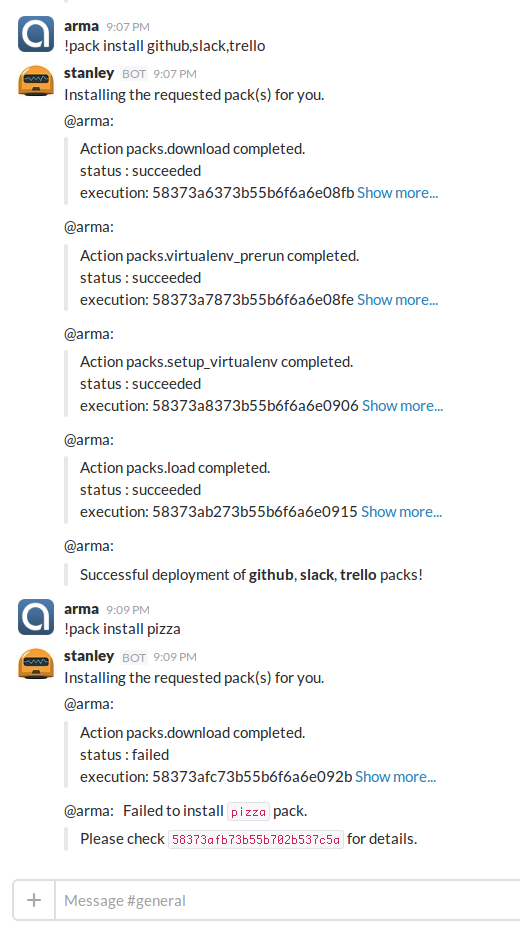 arma 9:07 PM
!pack install github,slack,trello
stanley BOT 9:07 PM
Installing the requested pack(s) for you.
@arma:
Action packs.download completed.
status : succeeded
execution: 58373a6373b55b6f6a6e08fb Show more...
@arma:
Action packs.virtualenv_prerun completed.
status : succeeded
execution: 58373a7873b55b6f6a6e08fe Show more...
@arma:
Action packs.setup_virtualenv completed.
status : succeeded
execution: 58373a8373b55b6f6a6e0906 Show more...
@arma:
Action packs.load completed.
status : succeeded
execution: 58373ab273b55b6f6a6e0915 Show more...
@arma:
Successful deployment of github, slack, trello packs!
arma 9:09 PM
!pack install pizza
stanley BOT 9:09 PM
Installing the requested pack(s) for you.
@arma:
Action packs.download completed.
status : failed
execution: 58373afc73b55b6f6a6e092b Show more...
@arma: Failed to install pizza pack.
Please check 58373afb73b55b702b537c5a for details.
Message #general